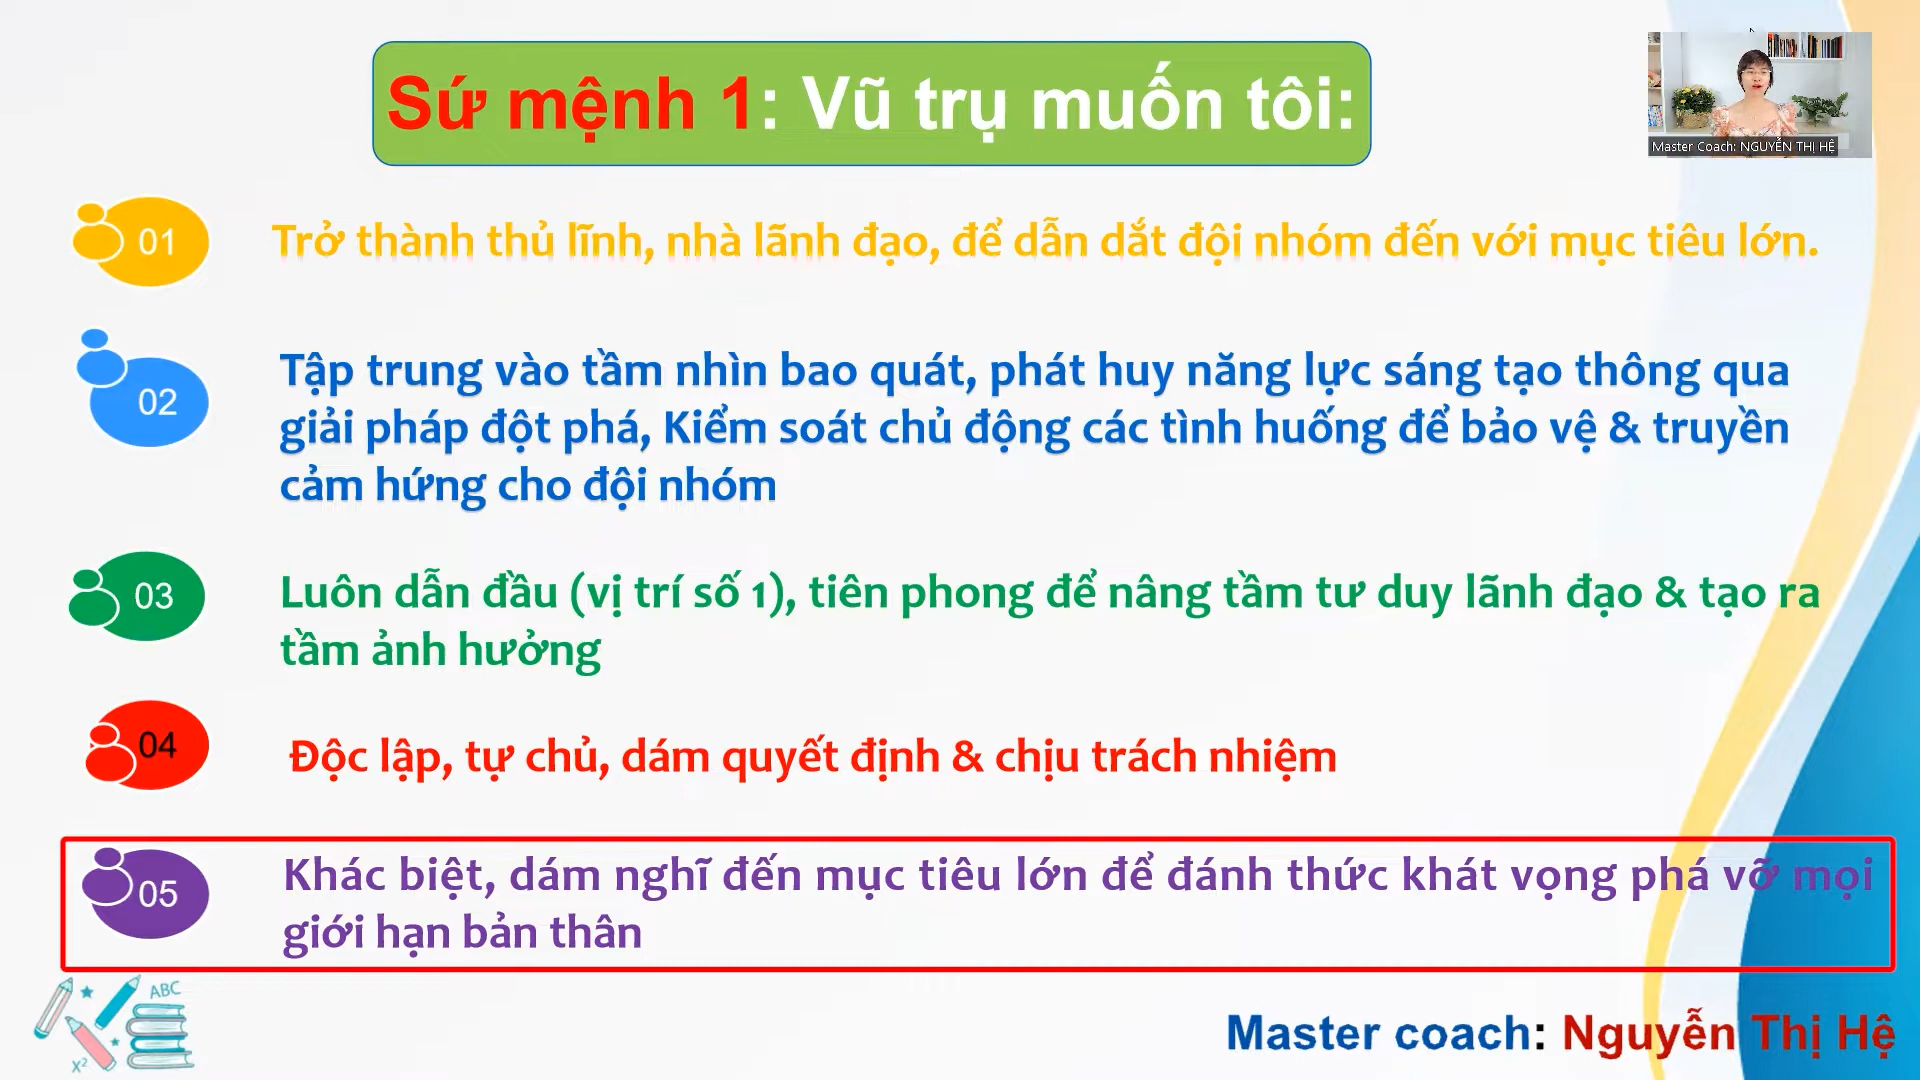 Sứ mệnh 1: Vũ trụ muốn tôi:
Master Coach: NGUYỄN THỊ HỆ
01
Trở thành thủ lĩnh, nhà lãnh đạo, để dẫn dắt đội nhóm đến với mục tiêu lớn.
02
Tập trung vào tầm nhìn bao quát, phát huy năng lực sáng tạo thông qua
giải pháp đột phá, Kiểm soát chủ động các tình huống để bảo vệ & truyền
cảm hứng cho đội nhóm
03
Luôn dẫn đầu (vị trí số 1), tiên phong để nâng tầm tư duy lãnh đạo & tạo ra
tầm ảnh hưởng
04
Độc lập, tự chủ, dám quyết định & chịu trách nhiệm
05
Khác biệt, dám nghĩ đến mục tiêu lớn để đánh thức khát vọng phá vỡ mọi
giới hạn bản thân
ABC
x²
Master coach: Nguyễn Thị Hệ